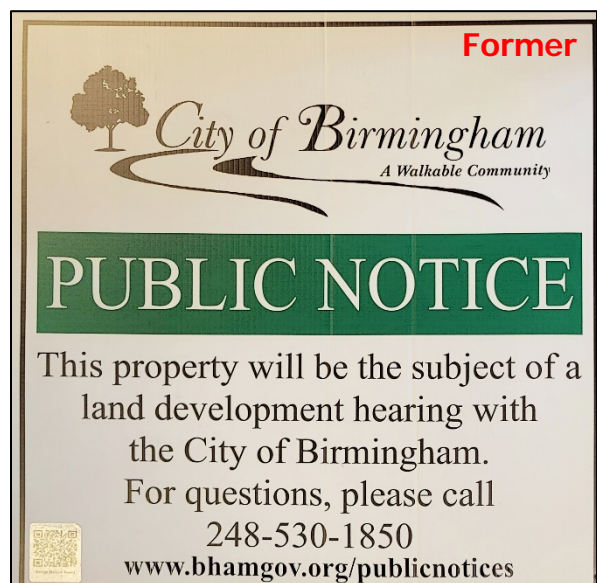 Former
City of Birmingham
A Walkable Community
PUBLIC NOTICE
This property will be the subject of a
land development hearing with
the City of Birmingham.
For questions, please call
248-530-1850
www.bhamgov.org/publicnotices